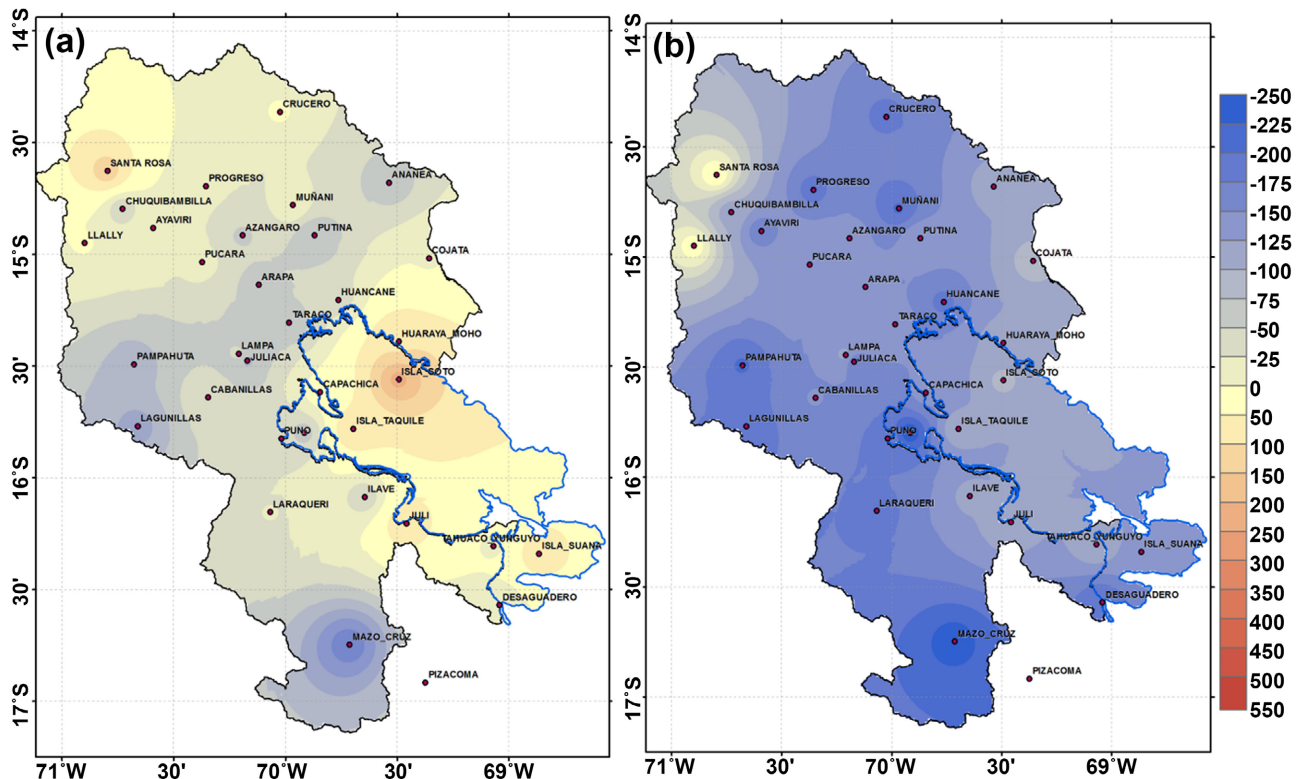 (a)
14°S
30'
15°S
30'
16°S
30'
17°S
71°W
30'
70°W
30'
69°W
CRUCERO
SANTA ROSA
PROGRESO
ANANEA
CHUQUIBAMBILLA
MUÑANI
AYAVIRI
LLALLY
AZANGARO
PUTINA
PUCARA
COJATA
ARAPA
HUANCANE
TARACO
HUARAYA_MOHO
LAMPA
JULIACA
PAMPAHUTA
ISLA_SOTO
CABANILLAS
CAPACHICA
LAGUNILLAS
ISLA_TAQUILE
PUNO
ILAVE
LARAQUERI
JULI
TAHUACO_YUNGUYO
ISLA_SUANA
DESAGUADERO
MAZO_CRUZ
PIZACOMA
(b)
14°S
30'
15°S
30'
16°S
30'
17°S
71°W
30'
70°W
30'
69°W
CRUCERO
SANTA ROSA
PROGRESO
ANANEA
CHUQUIBAMBILLA
MUÑANI
AYAVIRI
LLALLY
AZANGARO
PUTINA
PUCARA
COJATA
ARAPA
HUANCANE
TARACO
HUARAYA_MOHO
LAMPA
JULIACA
PAMPAHUTA
ISLA_SOTO
CABANILLAS
CAPACHICA
LAGUNILLAS
ISLA_TAQUILE
PUNO
ILAVE
LARAQUERI
JULI
TAHUACO_YUNGUYO
ISLA_SUANA
DESAGUADERO
MAZO_CRUZ
PIZACOMA
-250
-225
-200
-175
-150
-125
-100
-75
-50
-25
0
50
100
150
200
250
300
350
400
450
500
550